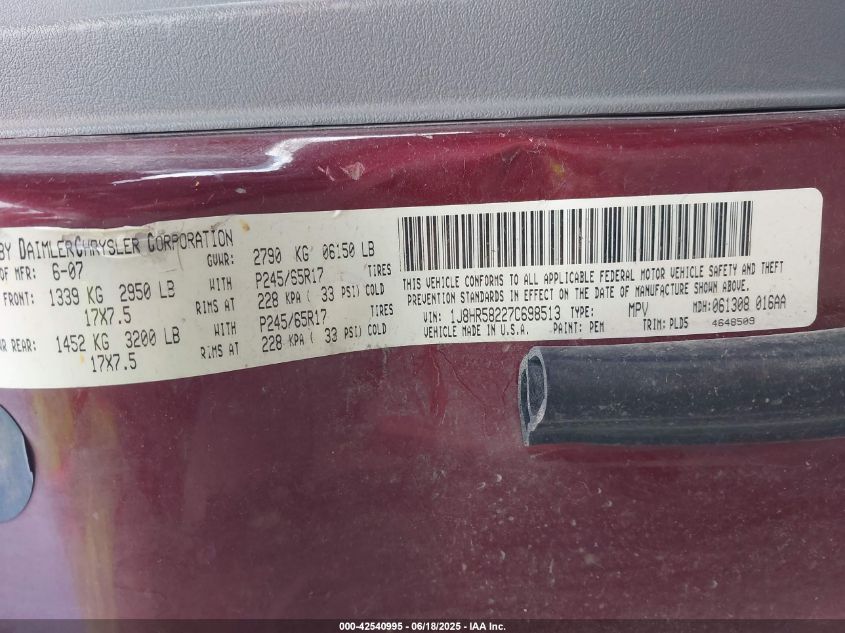 BY DAIMLERCHRYSLER CORPORATION
OF MFR: 6-07 GVWR: 2790 KG 06150 LB
FRONT: 1339 KG 2950 LB WITH P245/65R17 TIRES
17X7.5 RIMS AT 228 KPA ( 33 PSI) COLD
REAR: 1452 KG 3200 LB WITH P245/65R17 TIRES
17X7.5 RIMS AT 228 KPA ( 33 PSI) COLD
THIS VEHICLE CONFORMS TO ALL APPLICABLE FEDERAL MOTOR VEHICLE SAFETY AND THEFT
PREVENTION STANDARDS IN EFFECT ON THE DATE OF MANUFACTURE SHOWN ABOVE.
VIN: 1J8HR58227C698513 TYPE: MPV MDH: 061308 016AA
VEHICLE MADE IN U.S.A. PAINT: PEM TRIM: PLD5 4648509
000-42540995 - 06/18/2025 - IAA Inc.